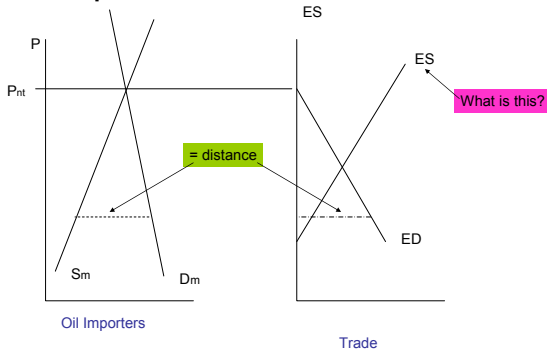 ES
P
ES
Pnt
What is this?
= distance
Sm
Dm
ED
Oil Importers
Trade